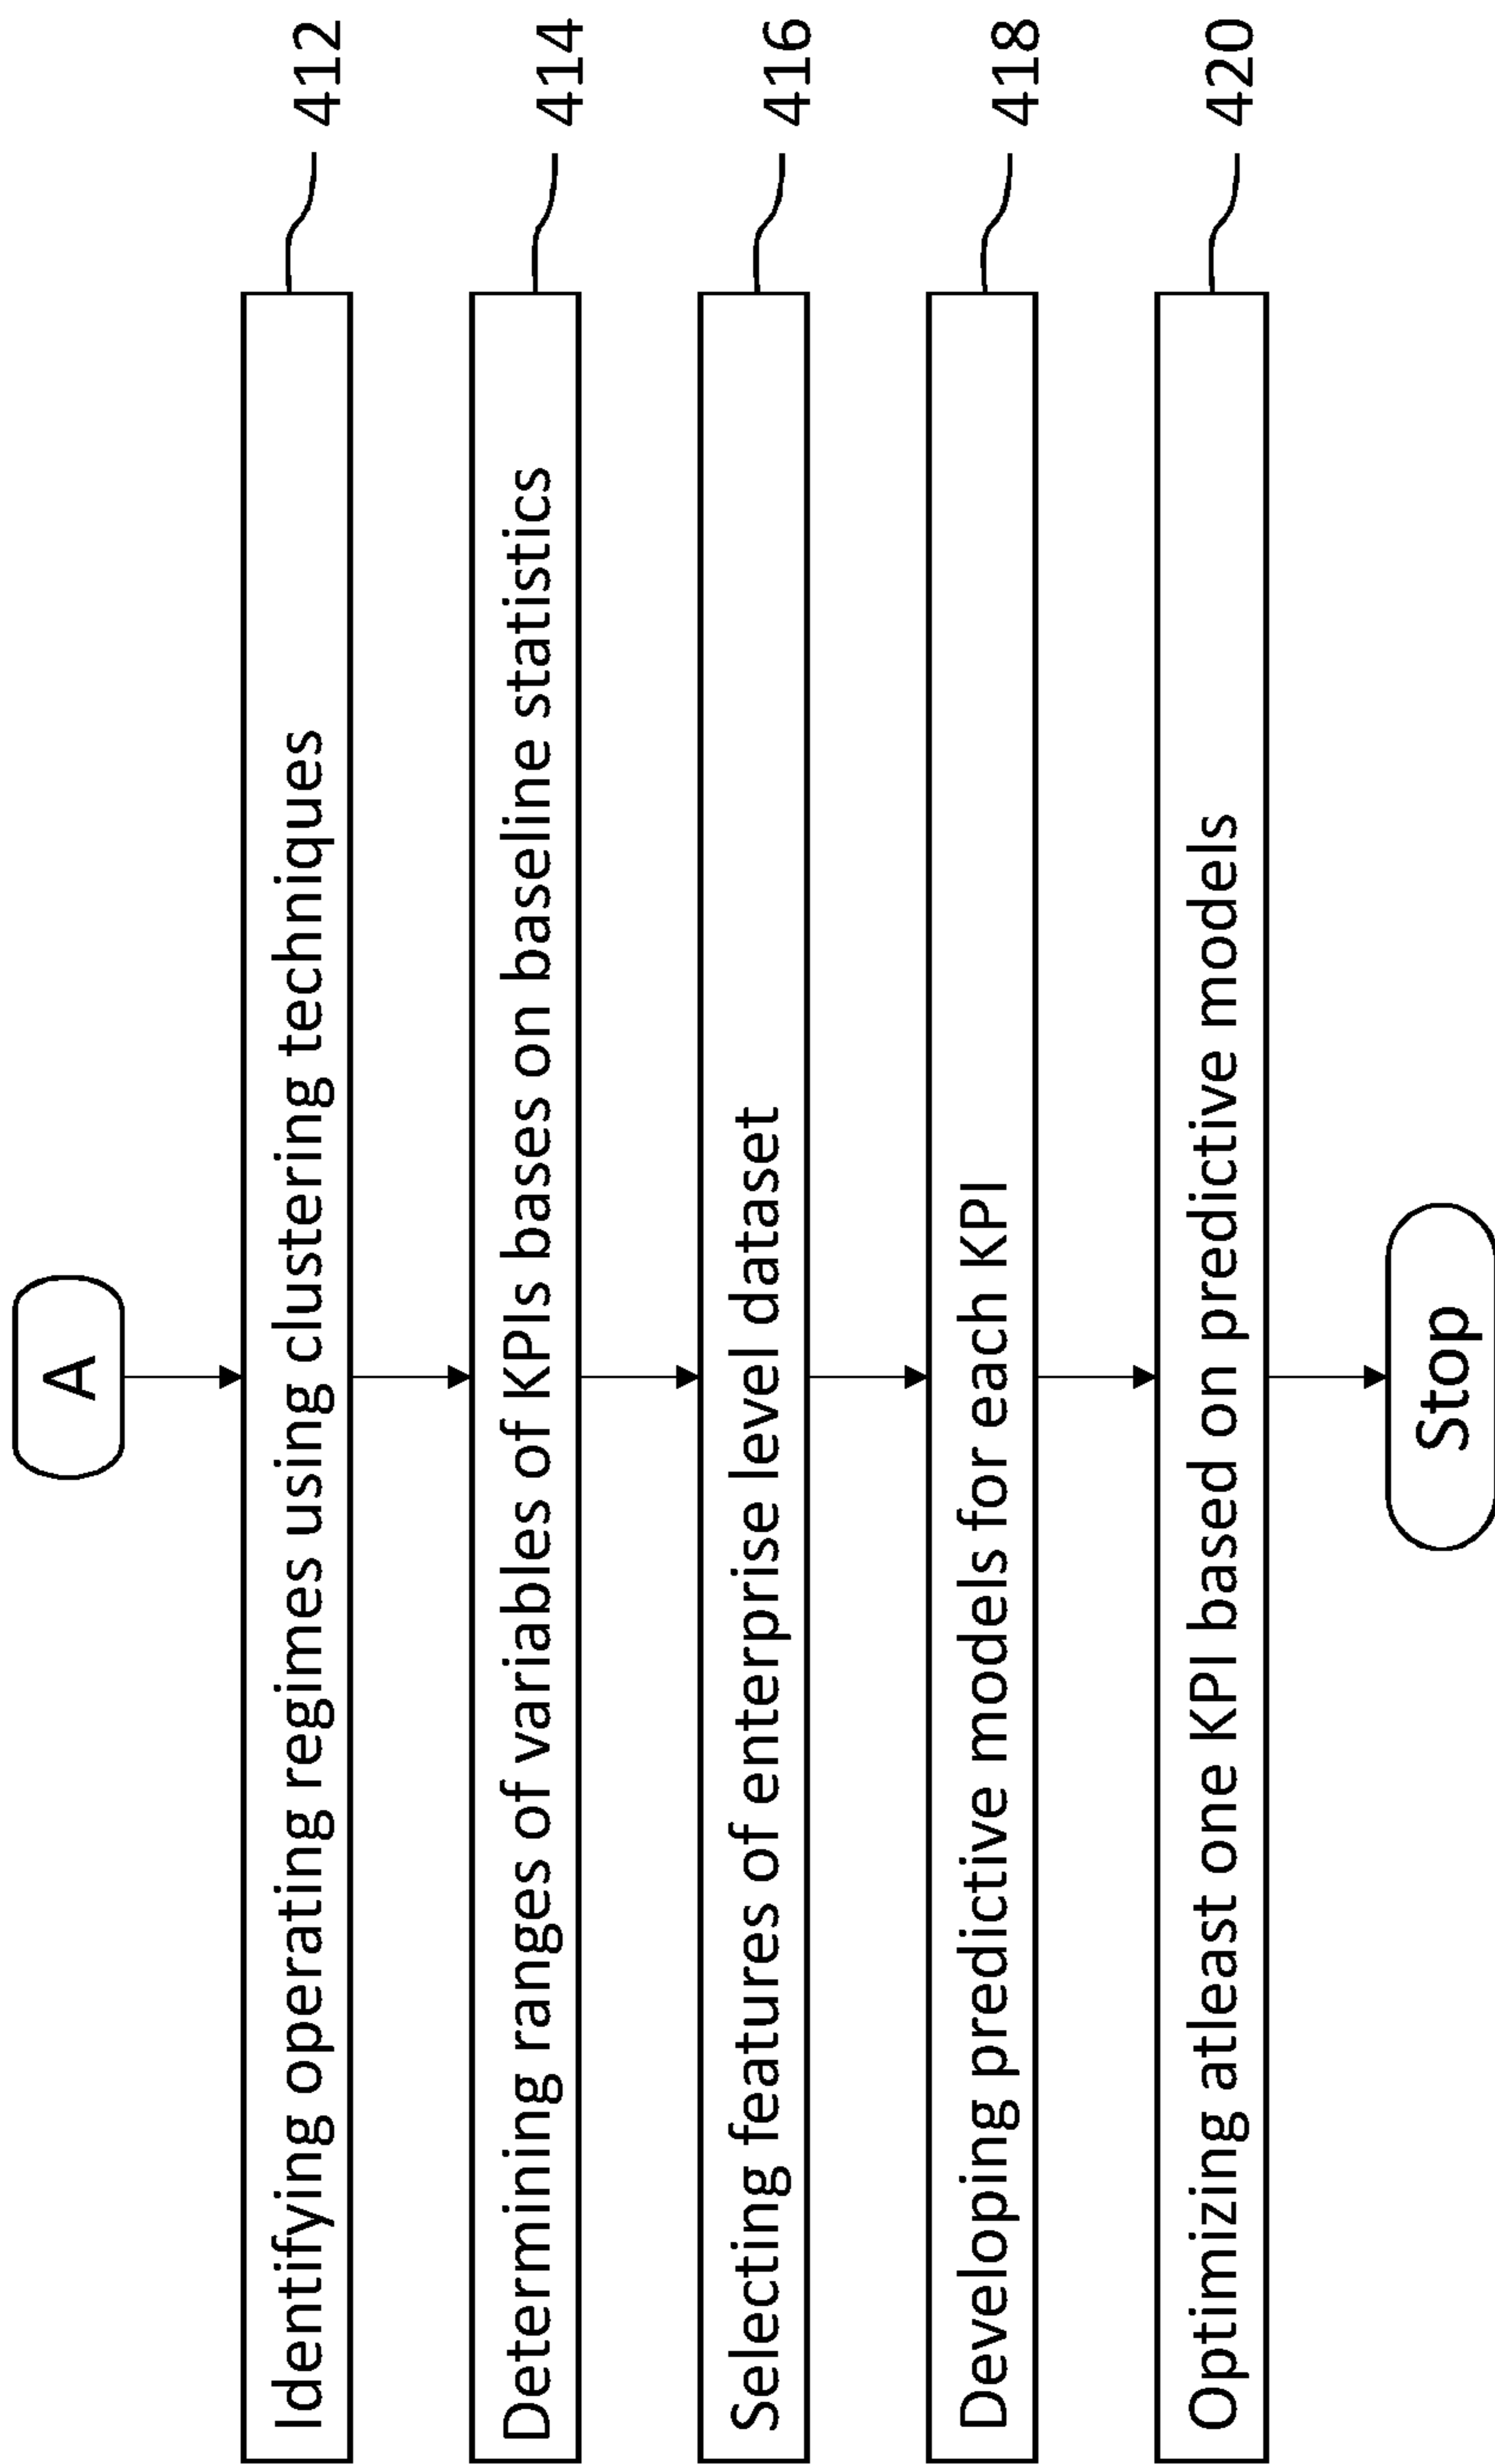 A
Identifying operating regimes using clustering techniques
412
Determining ranges of variables of KPIs bases on baseline statistics
414
Selecting features of enterprise level dataset
416
Developing predictive models for each KPI
418
Optimizing atleast one KPI based on predictive models
420
Stop